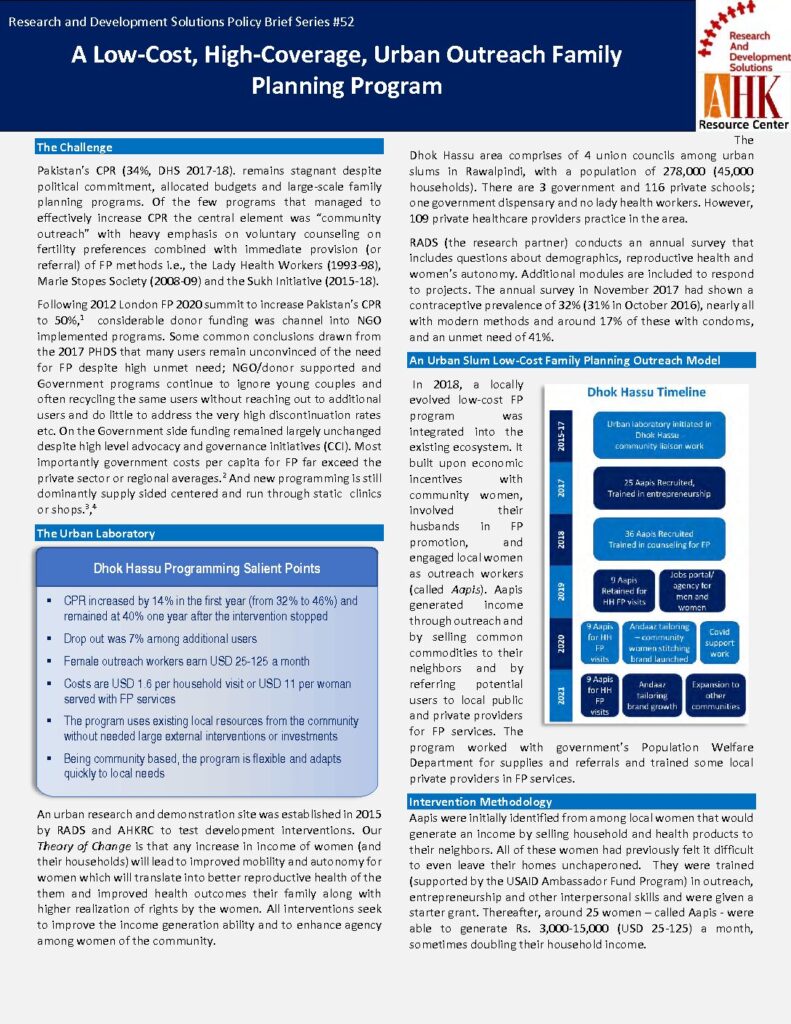 Research and Development Solutions Policy Brief Series #52
A Low-Cost, High-Coverage, Urban Outreach Family
Planning Program
Research
And
Development
Solutions
AHK
Resource Center
The Challenge
Pakistan's CPR (34%, DHS 2017-18). remains stagnant despite
political commitment, allocated budgets and large-scale family
planning programs. Of the few programs that managed to
effectively increase CPR the central element was "community
outreach" with heavy emphasis on voluntary counseling on
fertility preferences combined with immediate provision (or
referral) of FP methods i.e., the Lady Health Workers (1993-98),
Marie Stopes Society (2008-09) and the Sukh Initiative (2015-18).
Following 2012 London FP 2020 summit to increase Pakistan's CPR
to 50%,1 considerable donor funding was channel into NGO
implemented programs. Some common conclusions drawn from
the 2017 PHDS that many users remain unconvinced of the need
for FP despite high unmet need; NGO/donor supported and
Government programs continue to ignore young couples and
often recycling the same users without reaching out to additional
users and do little to address the very high discontinuation rates
etc. On the Government side funding remained largely unchanged
despite high level advocacy and governance initiatives (CCI). Most
importantly government costs per capita for FP far exceed the
private sector or regional averages.2 And new programming is still
dominantly supply sided centered and run through static clinics
or shops.3,4
The Urban Laboratory
Dhok Hassu Programming Salient Points
▪ CPR increased by 14% in the first year (from 32% to 46%) and
remained at 40% one year after the intervention stopped
▪ Drop out was 7% among additional users
▪ Female outreach workers earn USD 25-125 a month
▪ Costs are USD 1.6 per household visit or USD 11 per woman
served with FP services
▪ The program uses existing local resources from the community
without needed large external interventions or investments
▪ Being community based, the program is flexible and adapts
quickly to local needs
An urban research and demonstration site was established in 2015
by RADS and AHKRC to test development interventions. Our
Theory of Change is that any increase in income of women (and
their households) will lead to improved mobility and autonomy for
women which will translate into better reproductive health of the
them and improved health outcomes their family along with
higher realization of rights by the women. All interventions seek
to improve the income generation ability and to enhance agency
among women of the community.
The
Dhok Hassu area comprises of 4 union councils among urban
slums in Rawalpindi, with a population of 278,000 (45,000
households). There are 3 government and 116 private schools;
one government dispensary and no lady health workers. However,
109 private healthcare providers practice in the area.
RADS (the research partner) conducts an annual survey that
includes questions about demographics, reproductive health and
women's autonomy. Additional modules are included to respond
to projects. The annual survey in November 2017 had shown a
contraceptive prevalence of 32% (31% in October 2016), nearly all
with modern methods and around 17% of these with condoms,
and an unmet need of 41%.
An Urban Slum Low-Cost Family Planning Outreach Model
In 2018, a locally
evolved low-cost FP
program was
integrated into the
existing ecosystem. It
built upon economic
incentives with
community women,
involved their
husbands in FP
promotion, and
engaged local women
as outreach workers
(called Aapis). Aapis
generated income
through outreach and
by selling common
commodities to their
neighbors and by
referring potential
users to local public
and private providers
for FP services. The
program worked with government's Population Welfare
Department for supplies and referrals and trained some local
private providers in FP services.
Dhok Hassu Timeline
2015-17
Urban laboratory initiated in
Dhok Hassu -
community liaison work
2017
25 Aapis Recruited,
Trained in entrepreneurship
2018
36 Aapis Recruited
Trained in counseling for FP
2019
9 Aapis
Retained for
HH FP visits
Jobs portal/
agency for
men and
women
2020
9 Aapis
for HH
FP
visits
Andaaz tailoring
– community
women stitching
brand launched
Covid
support
work
2021
9 Aapis
for HH
FP
visits
Andaaz
tailoring
brand growth
Expansion to
other
communities
Intervention Methodology
Aapis were initially identified from among local women that would
generate an income by selling household and health products to
their neighbors. All of these women had previously felt it difficult
to even leave their homes unchaperoned. They were trained
(supported by the USAID Ambassador Fund Program) in outreach,
entrepreneurship and other interpersonal skills and were given a
starter grant. Thereafter, around 25 women – called Aapis - were
able to generate Rs. 3,000-15,000 (USD 25-125) a month,
sometimes doubling their household income.